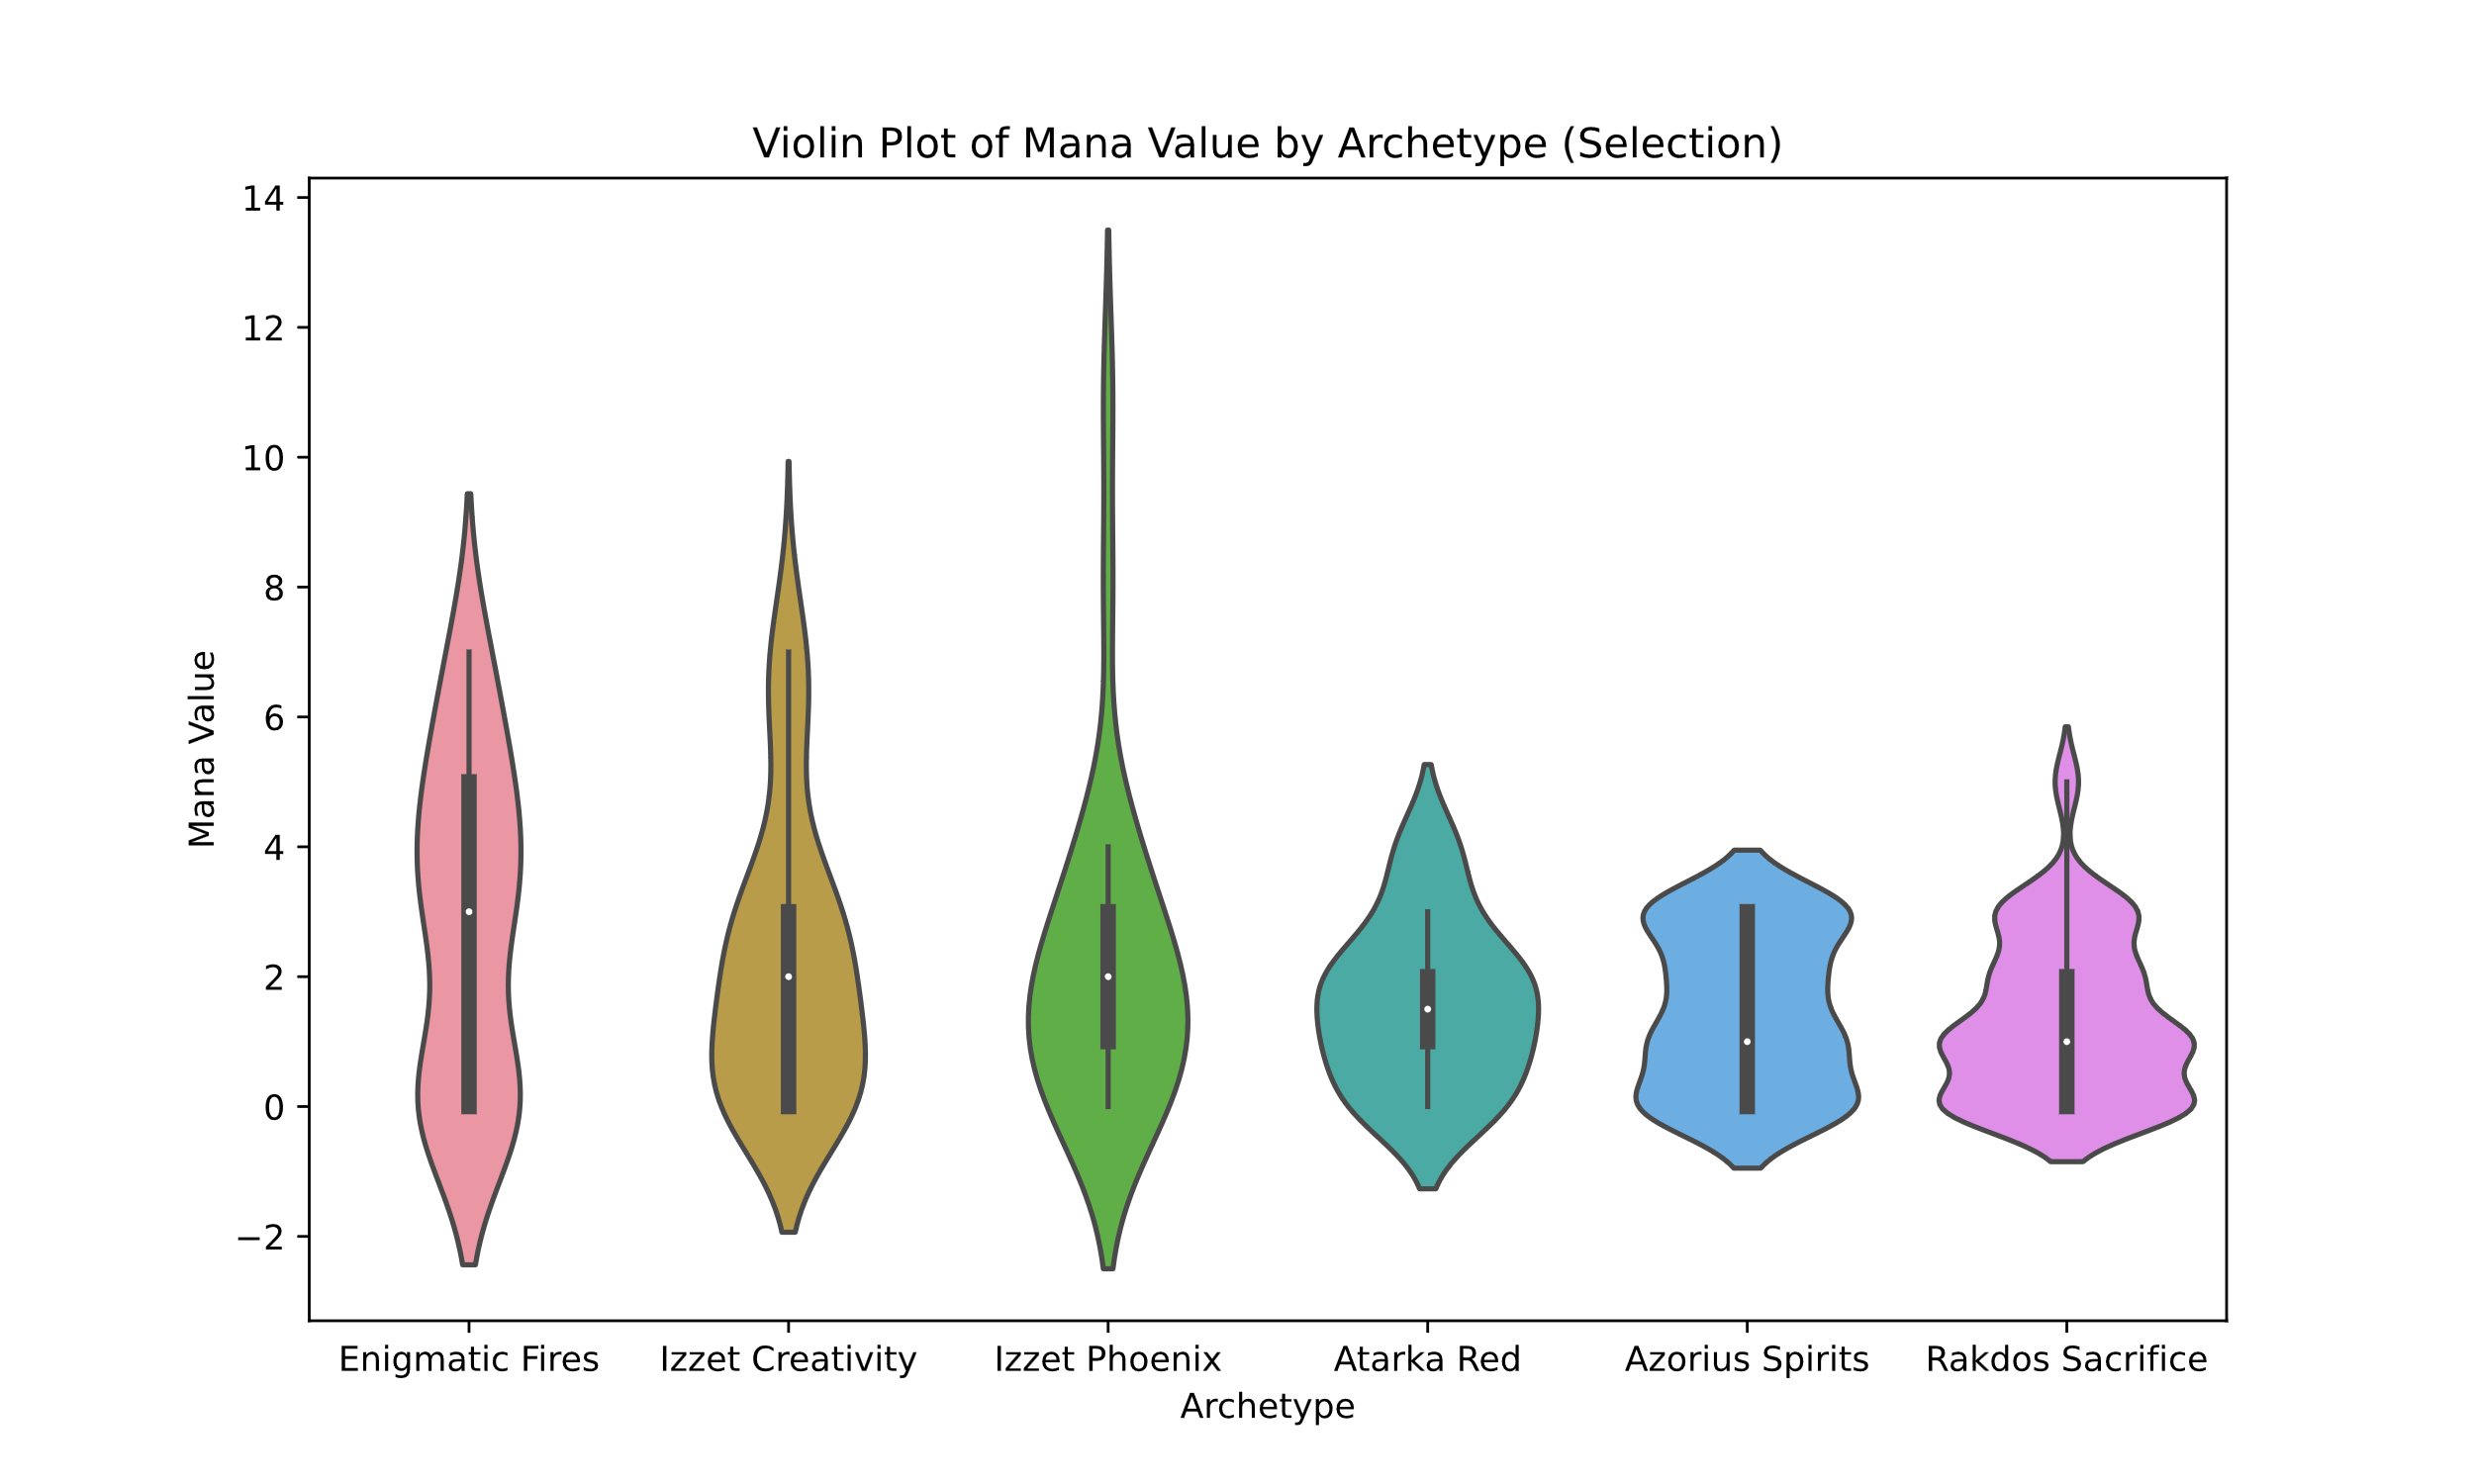 Violin Plot of Mana Value by Archetype (Selection)
14
12
10
8
6
4
2
0
−2
Mana Value
Enigmatic Fires
Izzet Creativity
Izzet Phoenix
Atarka Red
Azorius Spirits
Rakdos Sacrifice
Archetype